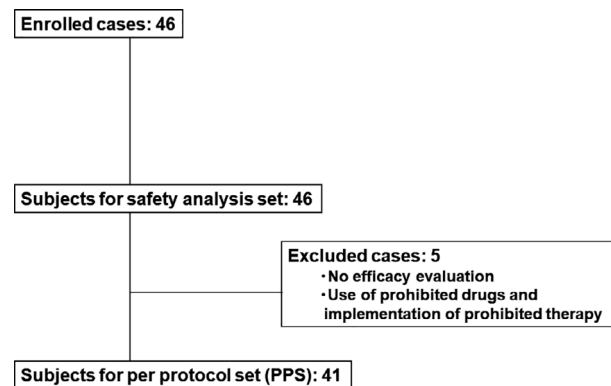 Enrolled cases: 46
Subjects for safety analysis set: 46
Excluded cases: 5
・No efficacy evaluation
・Use of prohibited drugs and
implementation of prohibited therapy
Subjects for per protocol set (PPS): 41